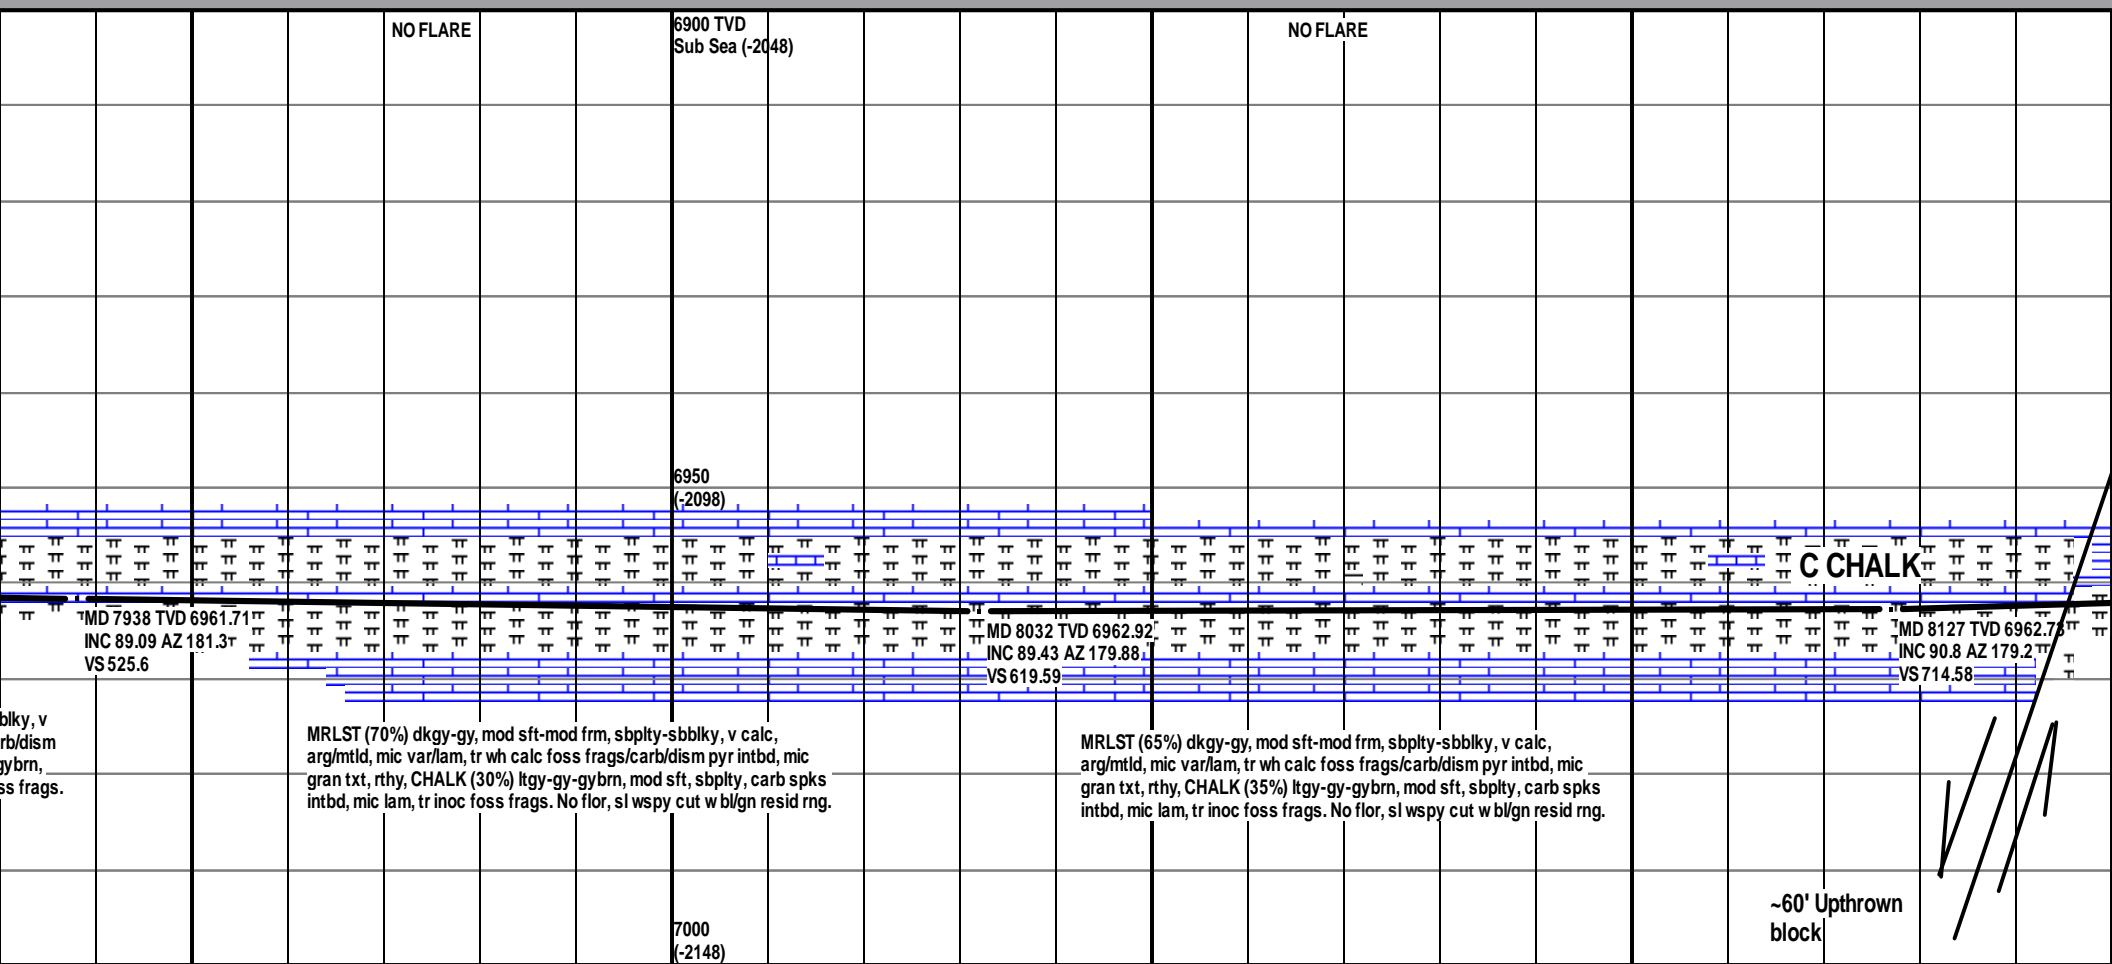 NO FLARE
6900 TVD
Sub Sea (-2048)
NO FLARE
6950
(-2098)
C CHALK
MD 7938 TVD 6961.71
INC 89.09 AZ 181.3
VS 525.6
MD 8032 TVD 6962.92
INC 89.43 AZ 179.88
VS 619.59
MD 8127 TVD 6962.73
INC 90.8 AZ 179.2
VS 714.58
blky, v
rb/dism
gybrn,
ss frags.
MRLST (70%) dkgy-gy, mod sft-mod frm, sbplty-sbblky, v calc,
arg/mtld, mic var/lam, tr wh calc foss frags/carb/dism pyr intbd, mic
gran txt, rthy, CHALK (30%) ltgy-gy-gybrn, mod sft, sbplty, carb spks
intbd, mic lam, tr inoc foss frags. No flor, sl wspy cut w bl/gn resid rng.
MRLST (65%) dkgy-gy, mod sft-mod frm, sbplty-sbblky, v calc,
arg/mtld, mic var/lam, tr wh calc foss frags/carb/dism pyr intbd, mic
gran txt, rthy, CHALK (35%) ltgy-gy-gybrn, mod sft, sbplty, carb spks
intbd, mic lam, tr inoc foss frags. No flor, sl wspy cut w bl/gn resid rng.
~60' Upthrown
block
7000
(-2148)